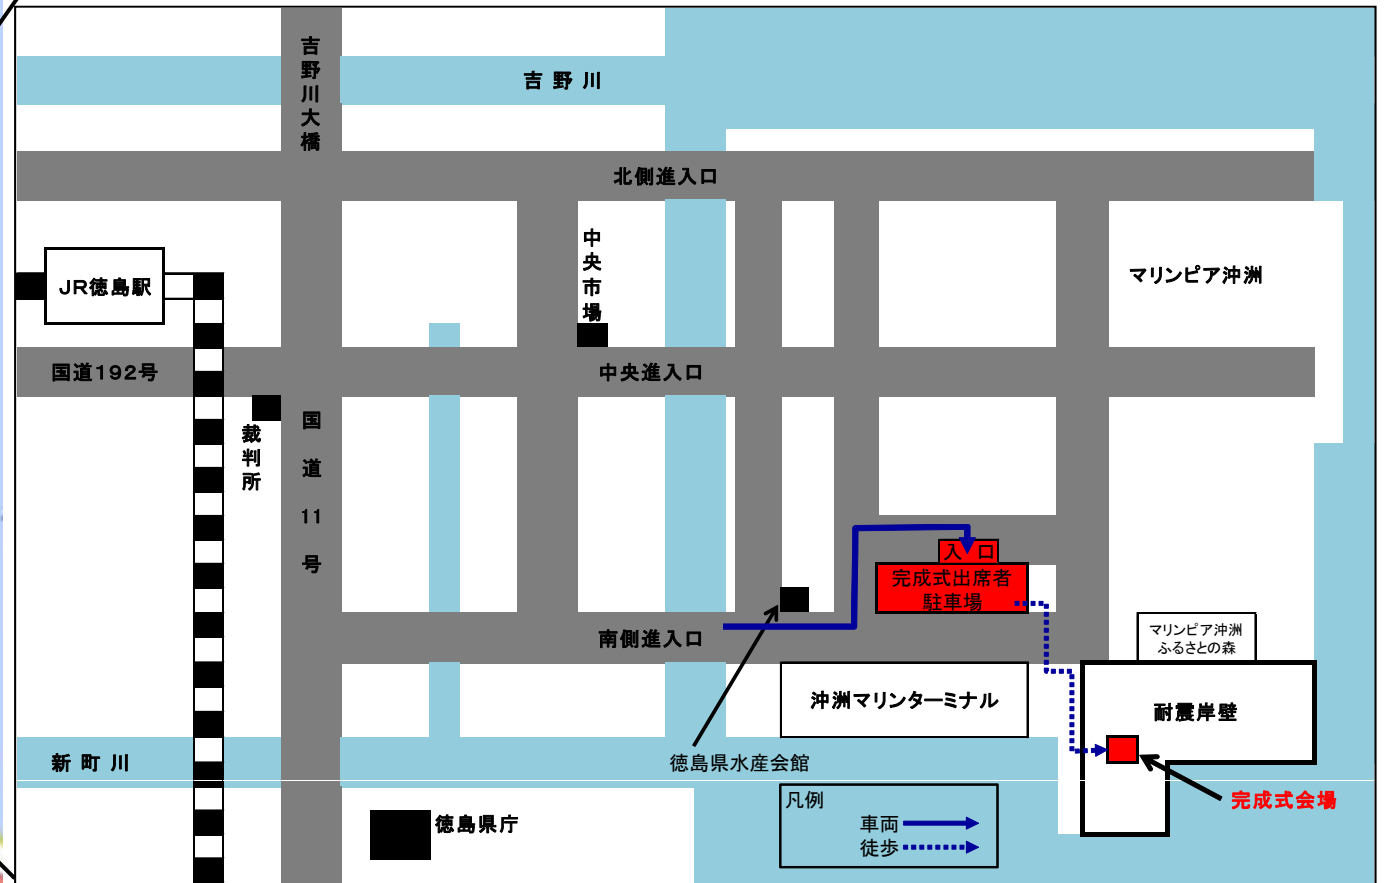 吉野川大橋
吉野川
北側進入口
中央市場
マリンピア沖洲
JR徳島駅
国道192号
中央進入口
裁判所
国道11号
入 口
完成式出席者
駐車場
南側進入口
マリンピア沖洲
ふるさとの森
沖洲マリンターミナル
耐震岸壁
新町川
徳島県水産会館
完成式会場
凡例
車両
徒歩
徳島県庁